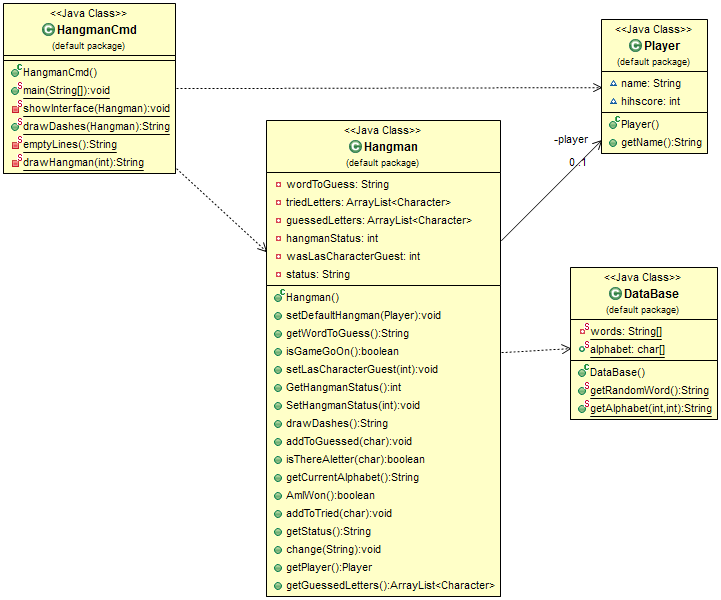 <<Java Class>>
HangmanCmd
(default package)
HangmanCmd()
main(String[]):void
showInterface(Hangman):void
drawDashes(Hangman):String
emptyLines():String
drawHangman(int):String
<<Java Class>>
Player
(default package)
name: String
hihscore: int
Player()
getName():String
-player
0..1
<<Java Class>>
Hangman
(default package)
wordToGuess: String
triedLetters: ArrayList<Character>
guessedLetters: ArrayList<Character>
hangmanStatus: int
wasLasCharacterGuest: int
status: String
Hangman()
setDefaultHangman(Player):void
getWordToGuess():String
isGameGoOn():boolean
setLasCharacterGuest(int):void
GetHangmanStatus():int
SetHangmanStatus(int):void
drawDashes():String
addToGuessed(char):void
isThereAletter(char):boolean
getCurrentAlphabet():String
AmIWon():boolean
addToTried(char):void
getStatus():String
change(String):void
getPlayer():Player
getGuessedLetters():ArrayList<Character>
<<Java Class>>
DataBase
(default package)
words: String[]
alphabet: char[]
DataBase()
getRandomWord():String
getAlphabet(int,int):String